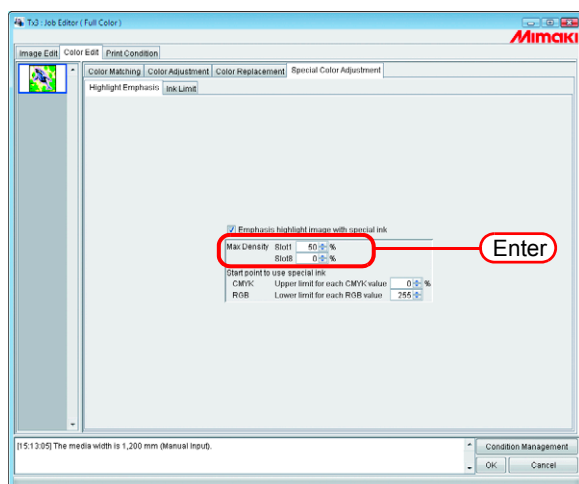 TxJ : Job Editor ( Full Color )
Mimaki
Image Edit Color Edit Print Condition
Color Matching Color Adjustment Color Replacement Special Color Adjustment
Highlight Emphasis Ink Limit
Emphasis highlight image with special ink
Max Density Slot1 50 %
Slot8 0 %
Enter
Start point to use special ink
CMYK Upper limit for each CMYK value 0 %
RGB Lower limit for each RGB value 255
[15:13:05] The media width is 1,200 mm (Manual Input).
Condition Management
OK Cancel